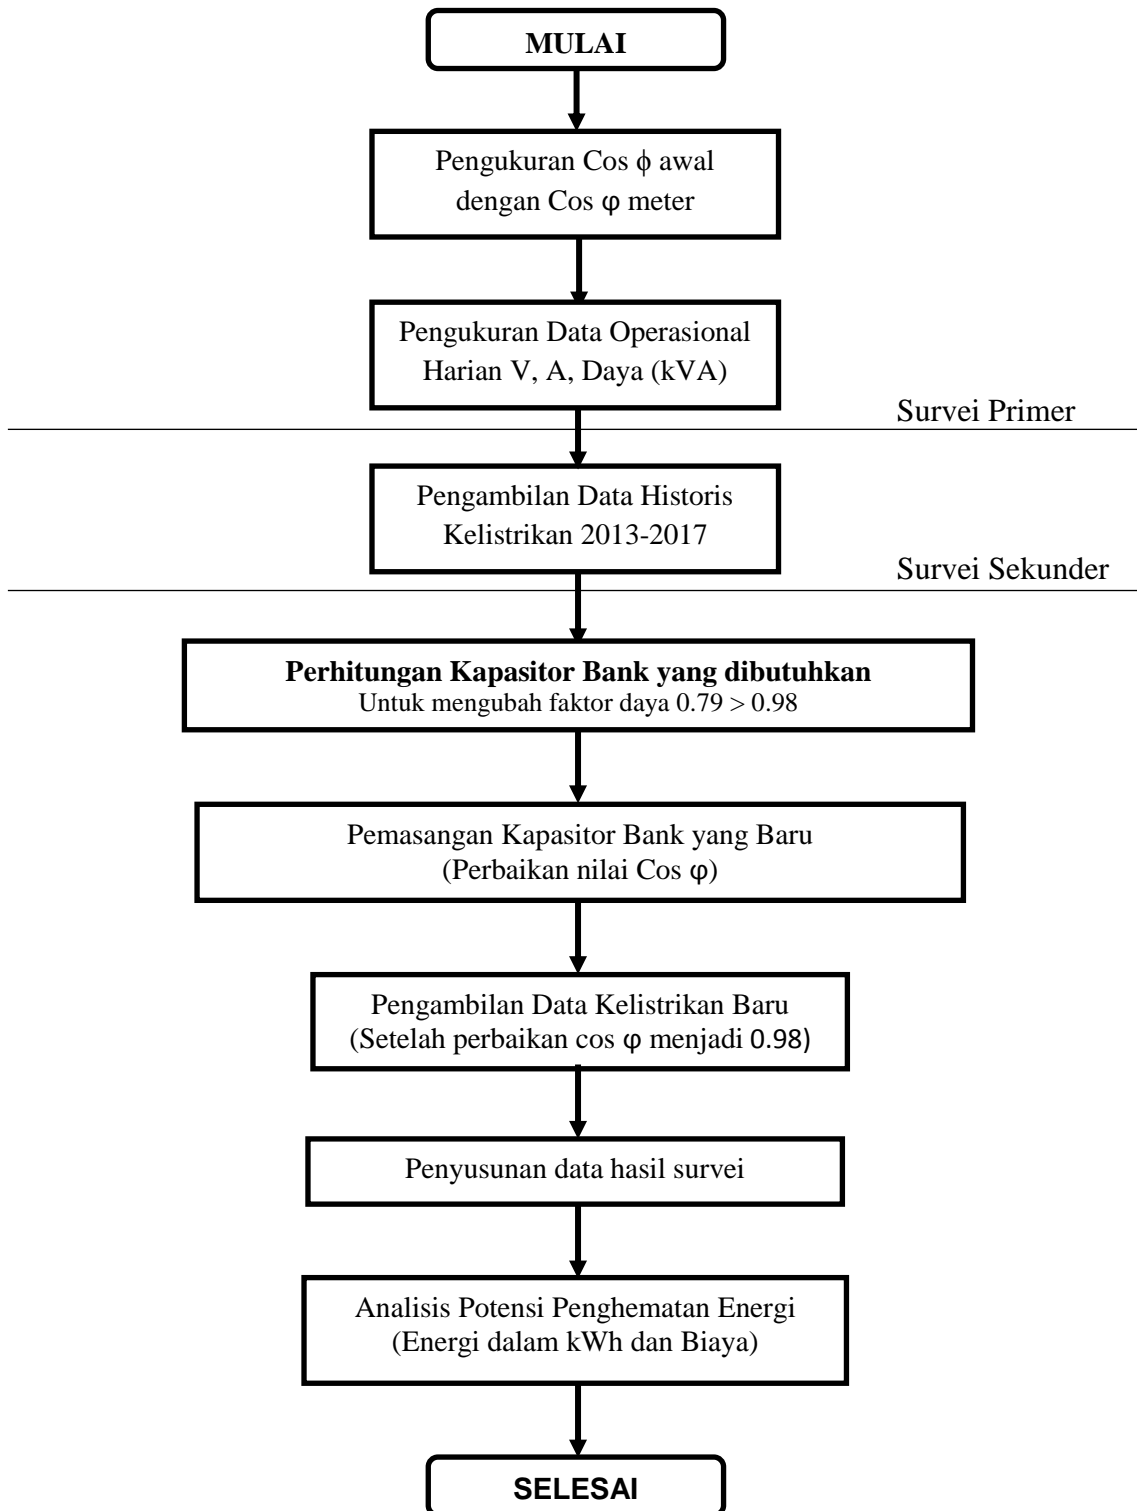 MULAI
Pengukuran Cos ϕ awal
dengan Cos φ meter
Pengukuran Data Operasional
Harian V, A, Daya (kVA)
Survei Primer
Pengambilan Data Historis
Kelistrikan 2013-2017
Survei Sekunder
Perhitungan Kapasitor Bank yang dibutuhkan
Untuk mengubah faktor daya 0.79 > 0.98
Pemasangan Kapasitor Bank yang Baru
(Perbaikan nilai Cos φ)
Pengambilan Data Kelistrikan Baru
(Setelah perbaikan cos φ menjadi 0.98)
Penyusunan data hasil survei
Analisis Potensi Penghematan Energi
(Energi dalam kWh dan Biaya)
SELESAI